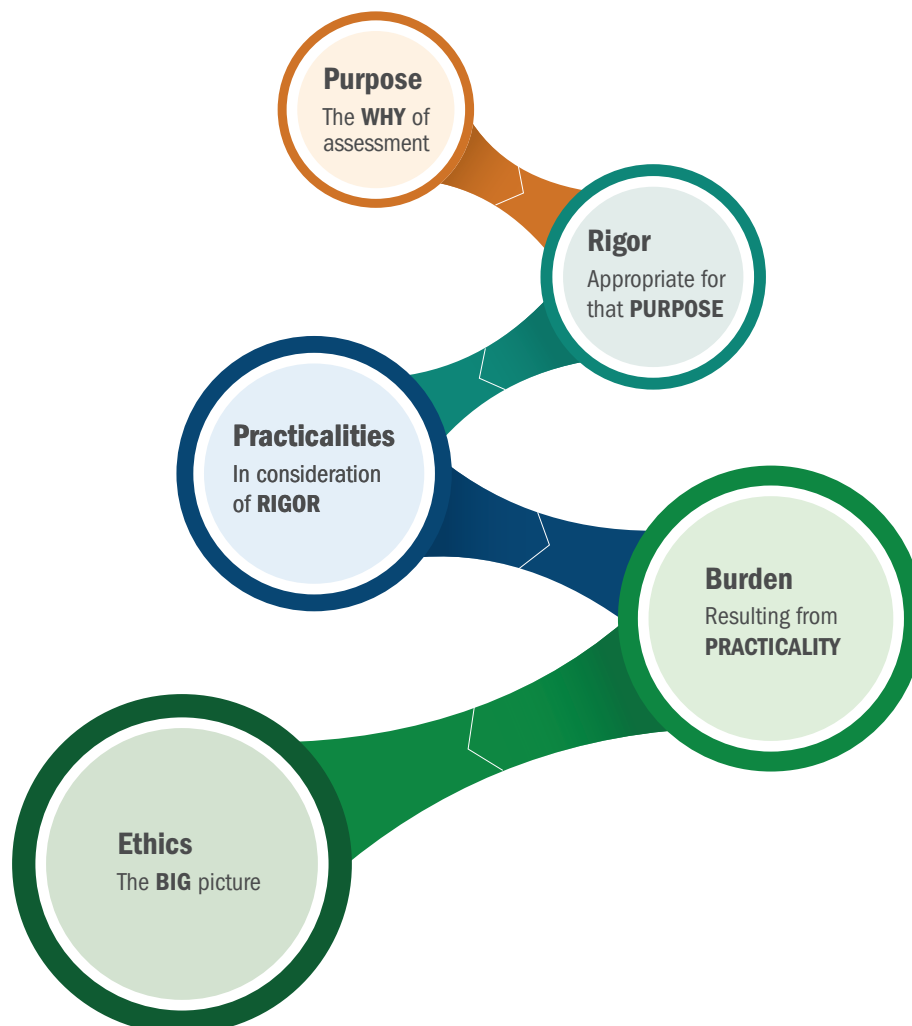 Purpose
The WHY of
assessment
Rigor
Appropriate for
that PURPOSE
Practicalities
In consideration
of RIGOR
Burden
Resulting from
PRACTICALITY
Ethics
The BIG picture